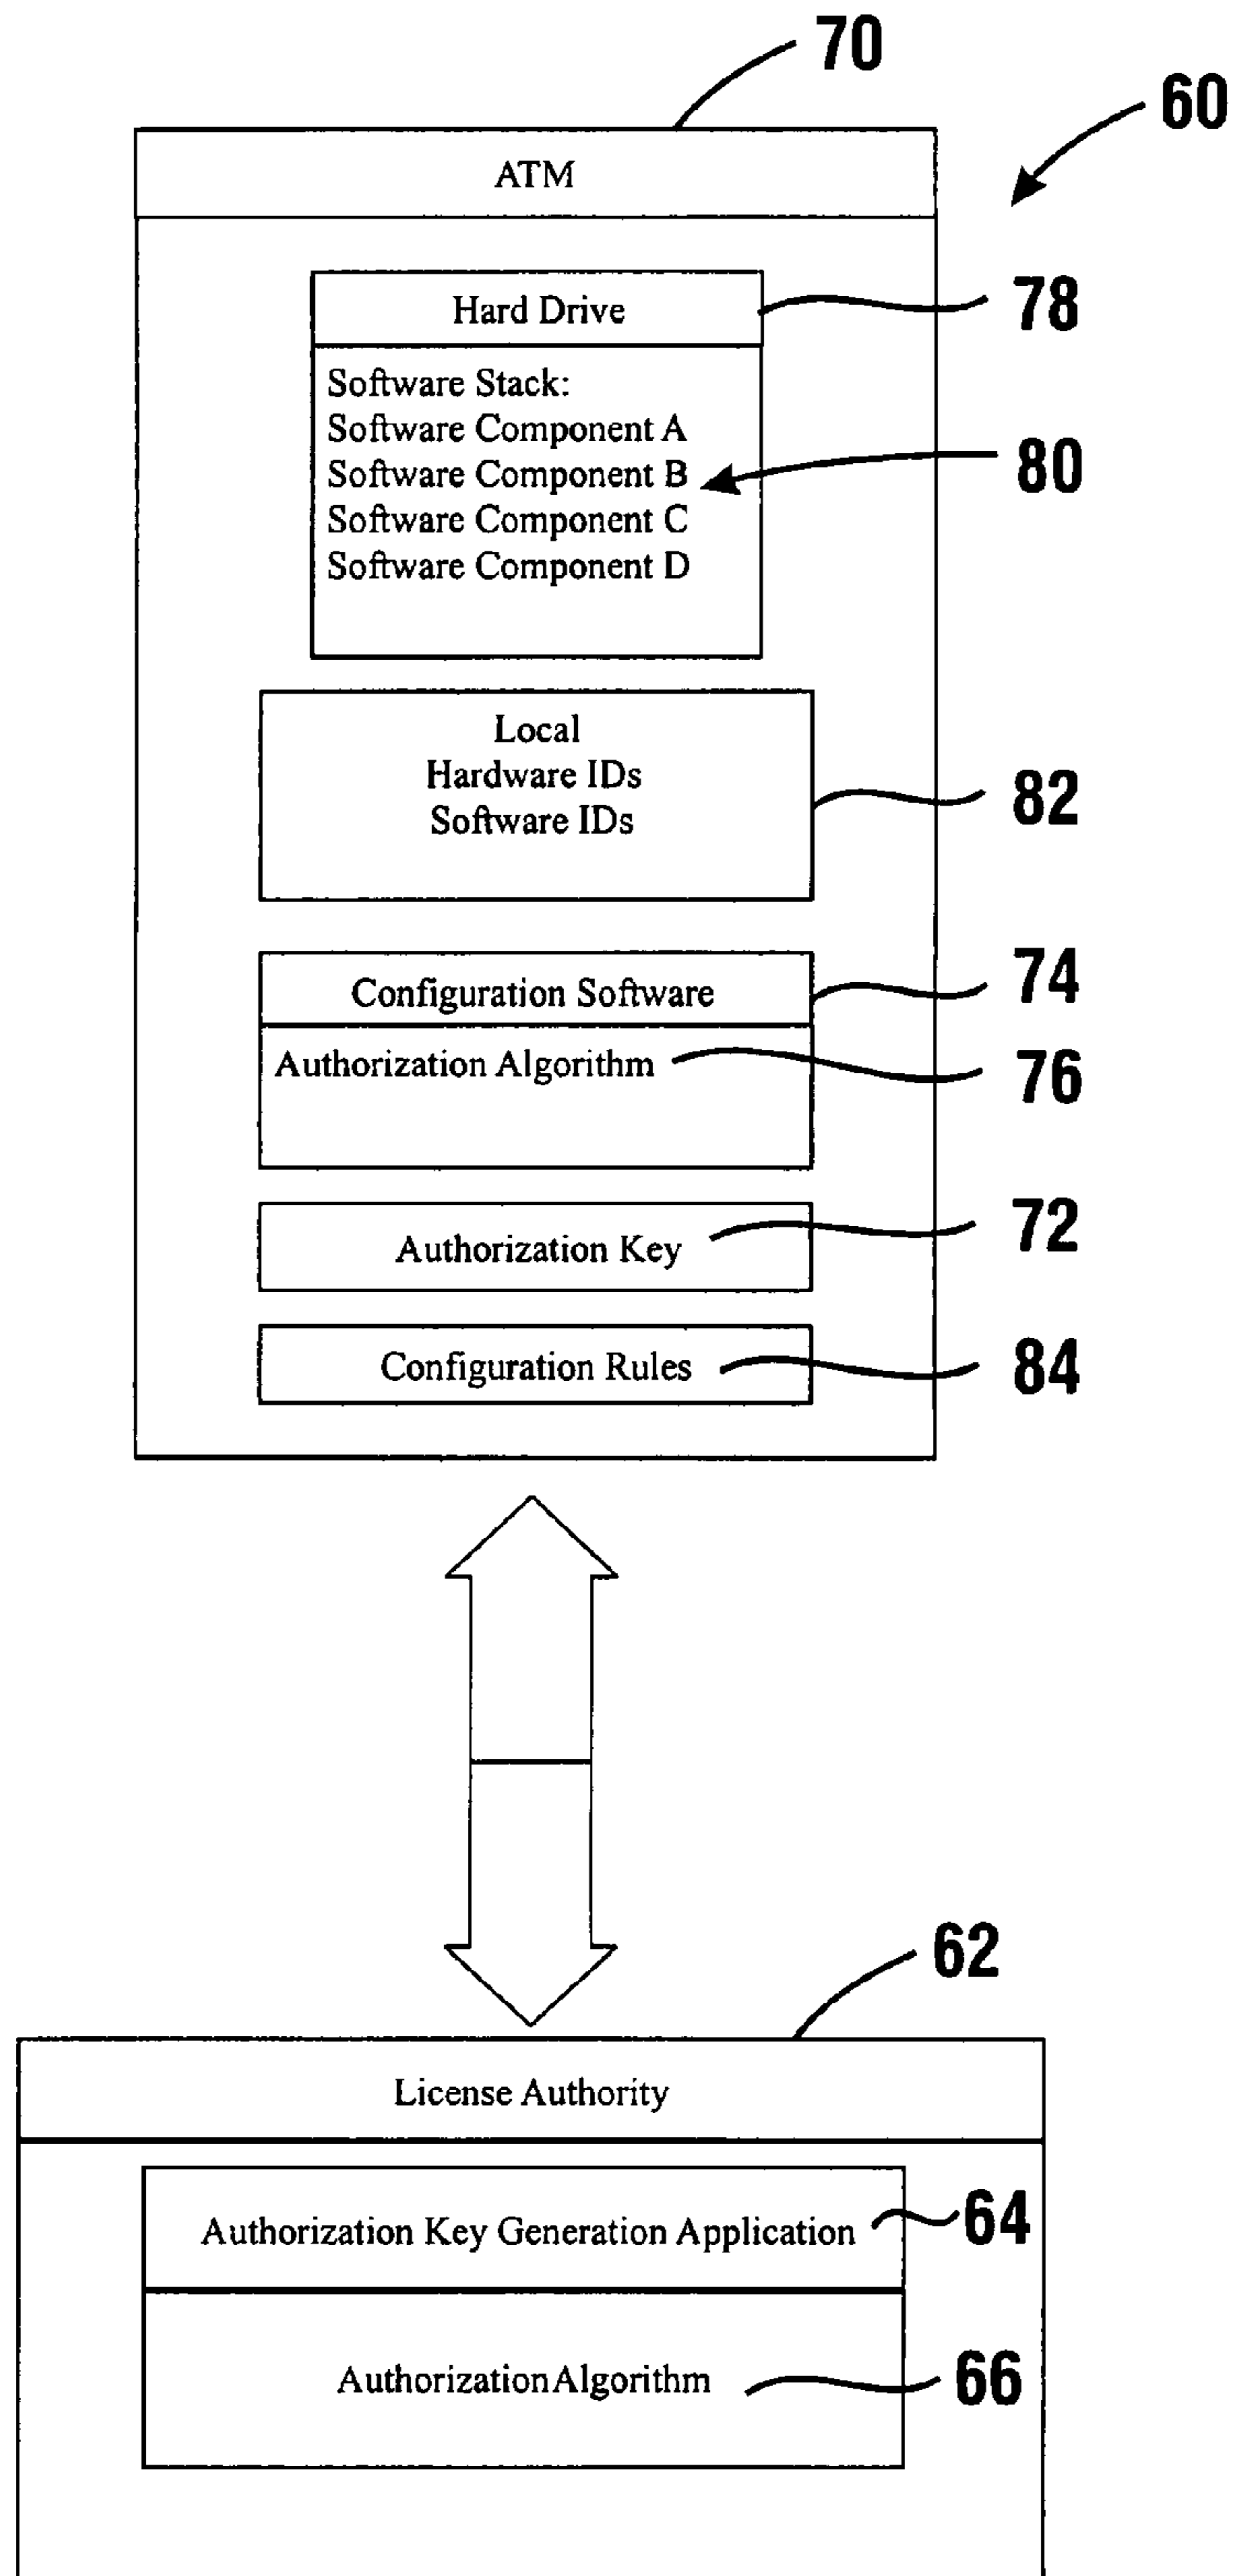 70
60
ATM
78
Hard Drive
Software Stack:
Software Component A
80
Software Component B
Software Component C
Software Component D
Local
Hardware IDs
82
Software IDs
74
Configuration Software
76
Authorization Algorithm
72
Authorization Key
84
Configuration Rules
62
License Authority
64
Authorization Key Generation Application
66
Authorization Algorithm